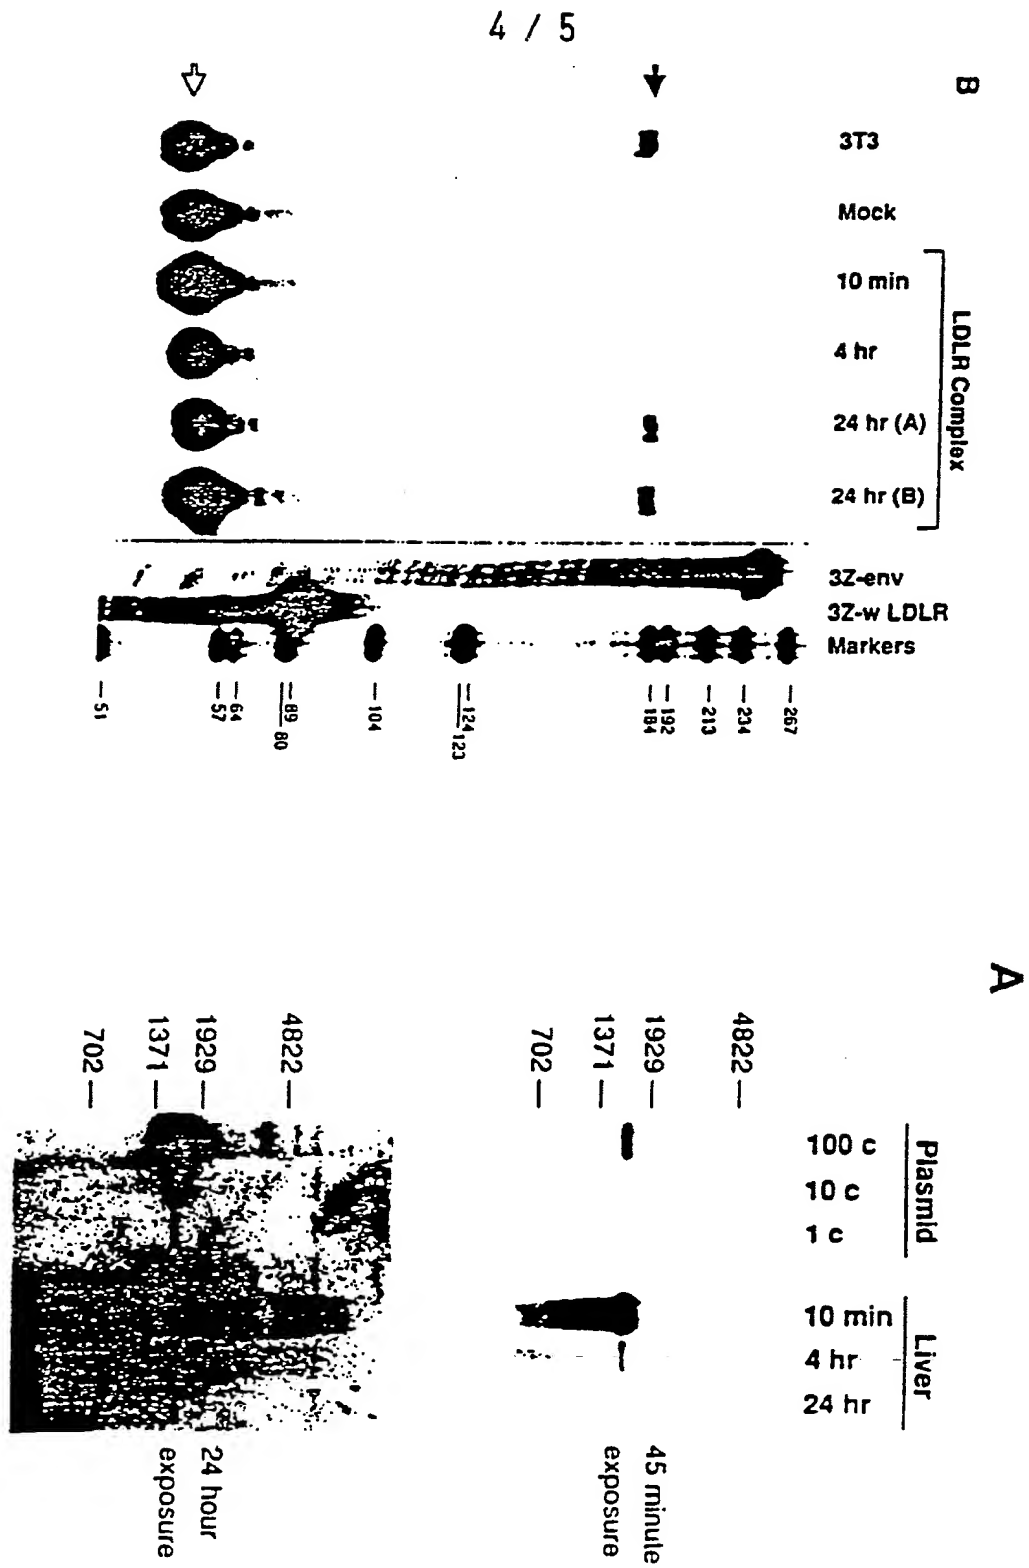 4 / 5
B
3T3
Mock
10 min
4 hr
24 hr (A)
24 hr (B)
LDLR Complex
3Z-env
3Z-w LDLR
Markers
267
234
213
192
184
124
123
104
89
80
64
57
51
A
Plasmid
100 c
10 c
1 c
Liver
10 min
4 hr
24 hr
4822
1929
1371
702
45 minute
exposure
4822
1929
1371
702
24 hour
exposure